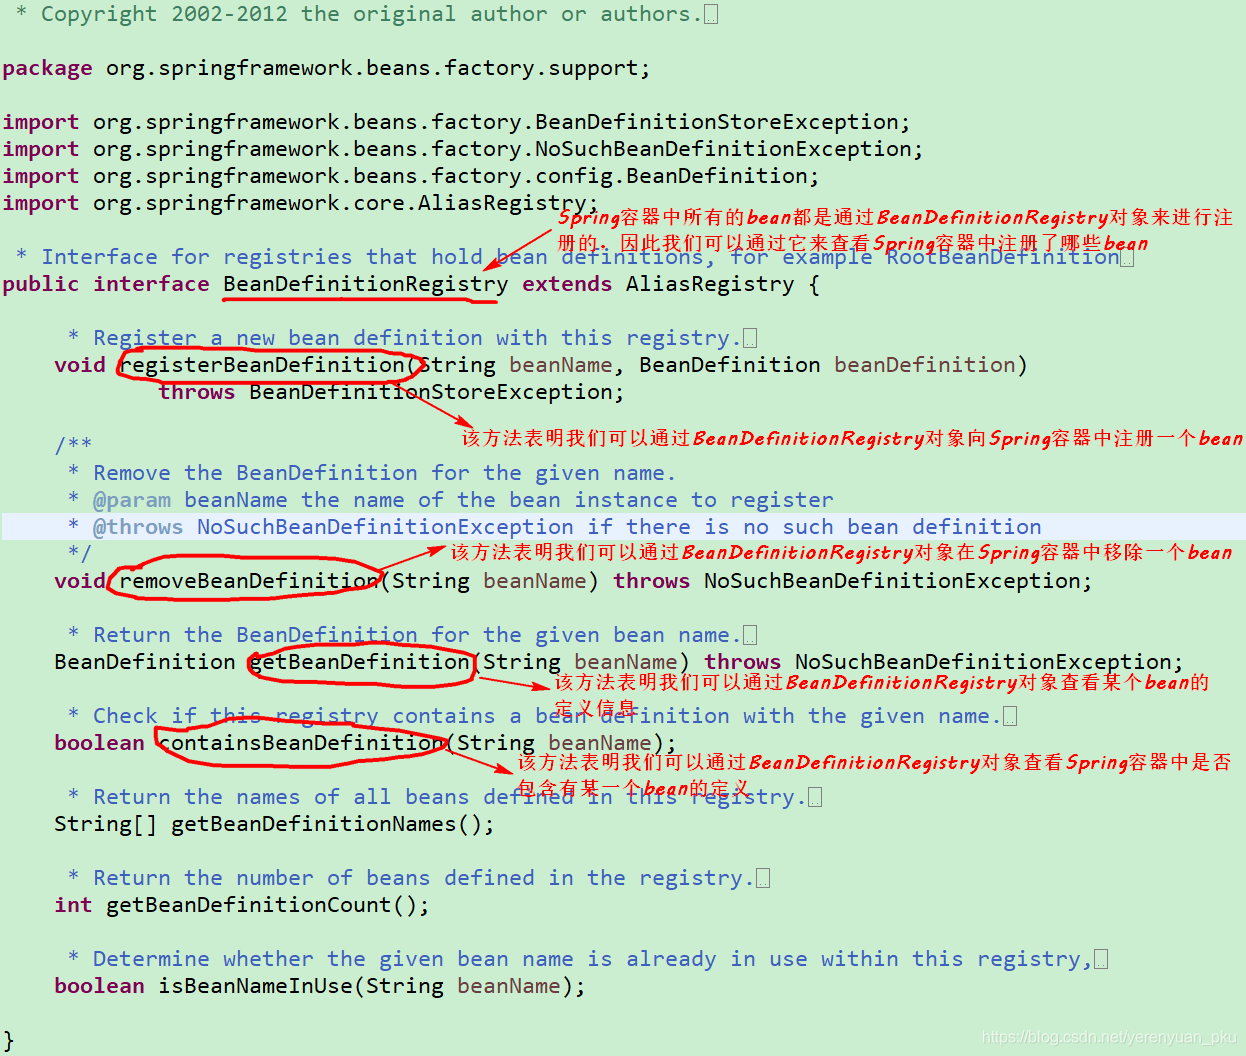 * Copyright 2002-2012 the original author or authors.
package org.springframework.beans.factory.support;
import org.springframework.beans.factory.BeanDefinitionStoreException;
import org.springframework.beans.factory.NoSuchBeanDefinitionException;
import org.springframework.beans.factory.config.BeanDefinition;
import org.springframework.core.AliasRegistry;
Spring容器中所有的bean都是通过BeanDefinitionRegistry对象来进行注
册的。因此我们可以通过它来查看Spring容器中注册了哪些bean
* Interface for registries that hold bean definitions, for example RootBeanDefinition
public interface BeanDefinitionRegistry extends AliasRegistry {
* Register a new bean definition with this registry.
void registerBeanDefinition(String beanName, BeanDefinition beanDefinition)
throws BeanDefinitionStoreException;
该方法表明我们可以通过BeanDefinitionRegistry对象向Spring容器中注册一个bean
/**
* Remove the BeanDefinition for the given name.
* @param beanName the name of the bean instance to register
* @throws NoSuchBeanDefinitionException if there is no such bean definition
*/
该方法表明我们可以通过BeanDefinitionRegistry对象在Spring容器中移除一个bean
void removeBeanDefinition(String beanName) throws NoSuchBeanDefinitionException;
* Return the BeanDefinition for the given bean name.
BeanDefinition getBeanDefinition(String beanName) throws NoSuchBeanDefinitionException;
该方法表明我们可以通过BeanDefinitionRegistry对象查看某个bean的
定义信息
* Check if this registry contains a bean definition with the given name.
boolean containsBeanDefinition(String beanName);
该方法表明我们可以通过BeanDefinitionRegistry对象查看Spring容器中是否
包含有某一个bean的定义
* Return the names of all beans defined in this registry.
String[] getBeanDefinitionNames();
* Return the number of beans defined in the registry.
int getBeanDefinitionCount();
* Determine whether the given bean name is already in use within this registry,
boolean isBeanNameInUse(String beanName);
}
https://blog.csdn.net/yerenyuan_pku